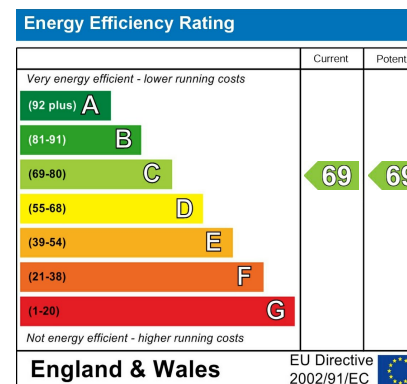 Energy Efficiency Rating
Current Potent
Very energy efficient - lower running costs
(92 plus) A
(81-91) B
(69-80) C 69 69
(55-68) D
(39-54) E
(21-38) F
(1-20) G
Not energy efficient - higher running costs
England & Wales
EU Directive
2002/91/EC